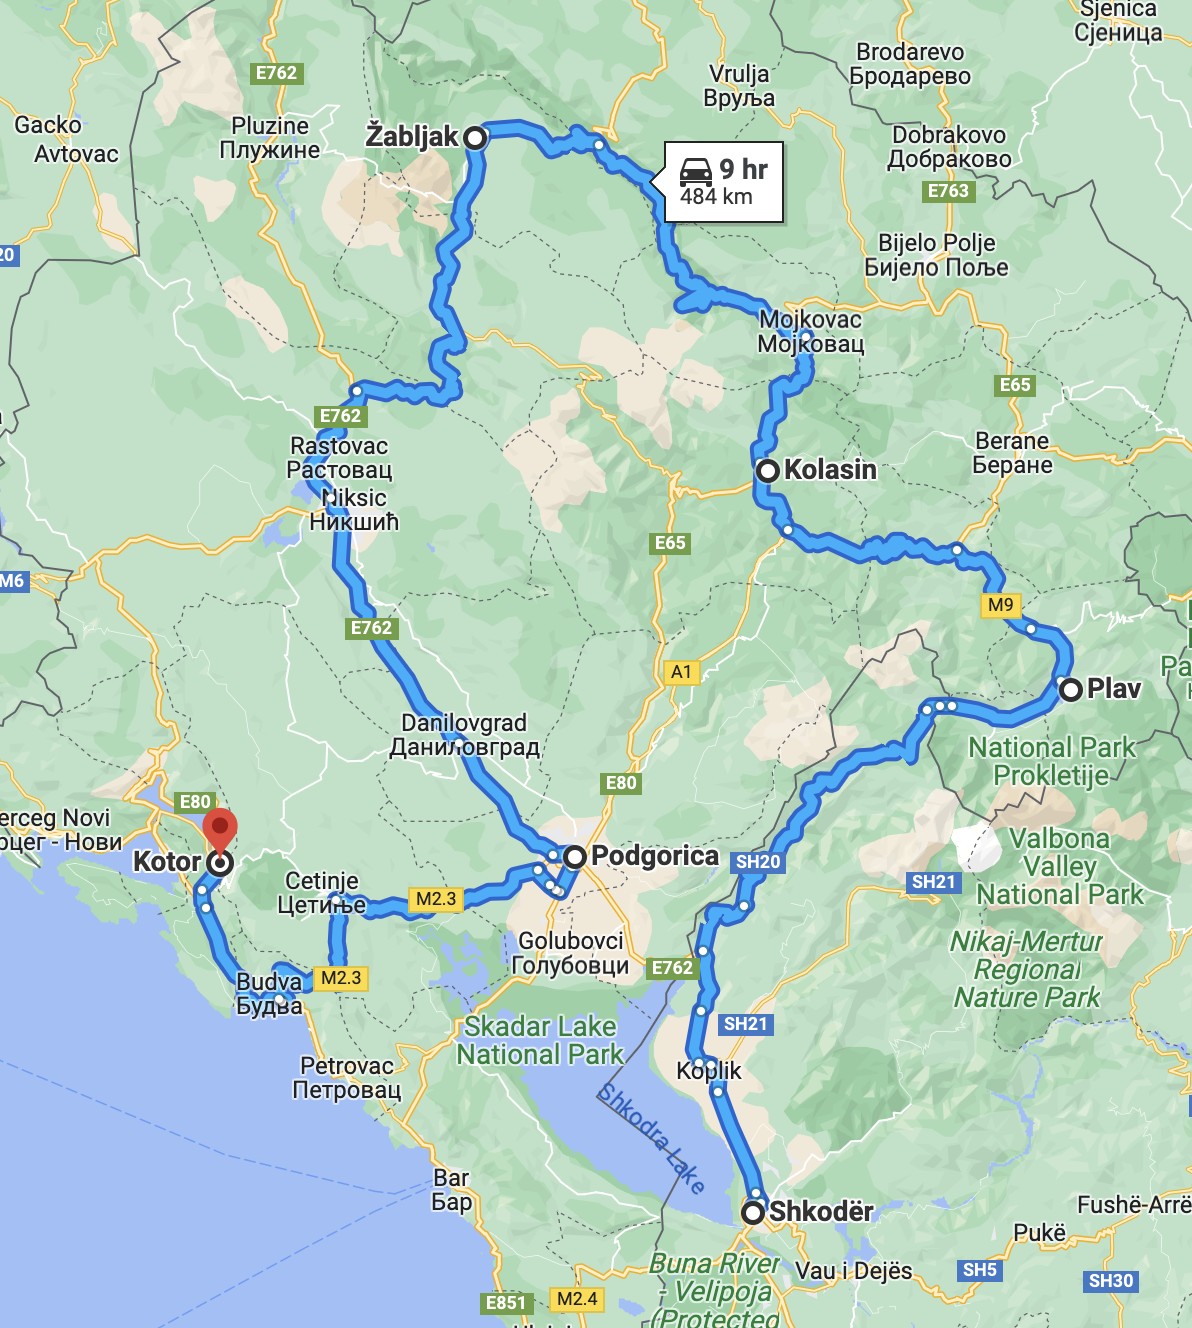 Sjenica
Сјеница
Brodarevo
Бродарево
E762
Vrulja
Вруља
Gacko
Avtovac
Pluzine
Плужине
Žabljak
Dobrakovo
Добраково
9 hr
484 km
E763
20
Bijelo Polje
Бијело Поље
Mojkovac
Мојковац
E65
E762
Rastovac
Растовац
Berane
Беране
Kolasin
Niksic
Никшић
E65
M6
M9
E762
A1
Plav
Danilovgrad
Даниловград
National Park
Prokletije
E80
E80
erceg Novi
рцег - Нови
Valbona
Valley
National Park
Kotor
Podgorica
SH20
SH21
Cetinje
Цетиње
M2.3
Golubovci
Голубовци
Nikaj-Mertur
Regional
Nature Park
E762
M2.3
Budva
Будва
SH21
Skadar Lake
National Park
Petrovac
Петровац
Koplik
Shkodra Lake
Bar
Бар
Shkodër
Fushë-Arrë
Pukë
Buna River
- Velipoja
(Protected
Vau i Dejës
SH5
SH30
E851
M2.4